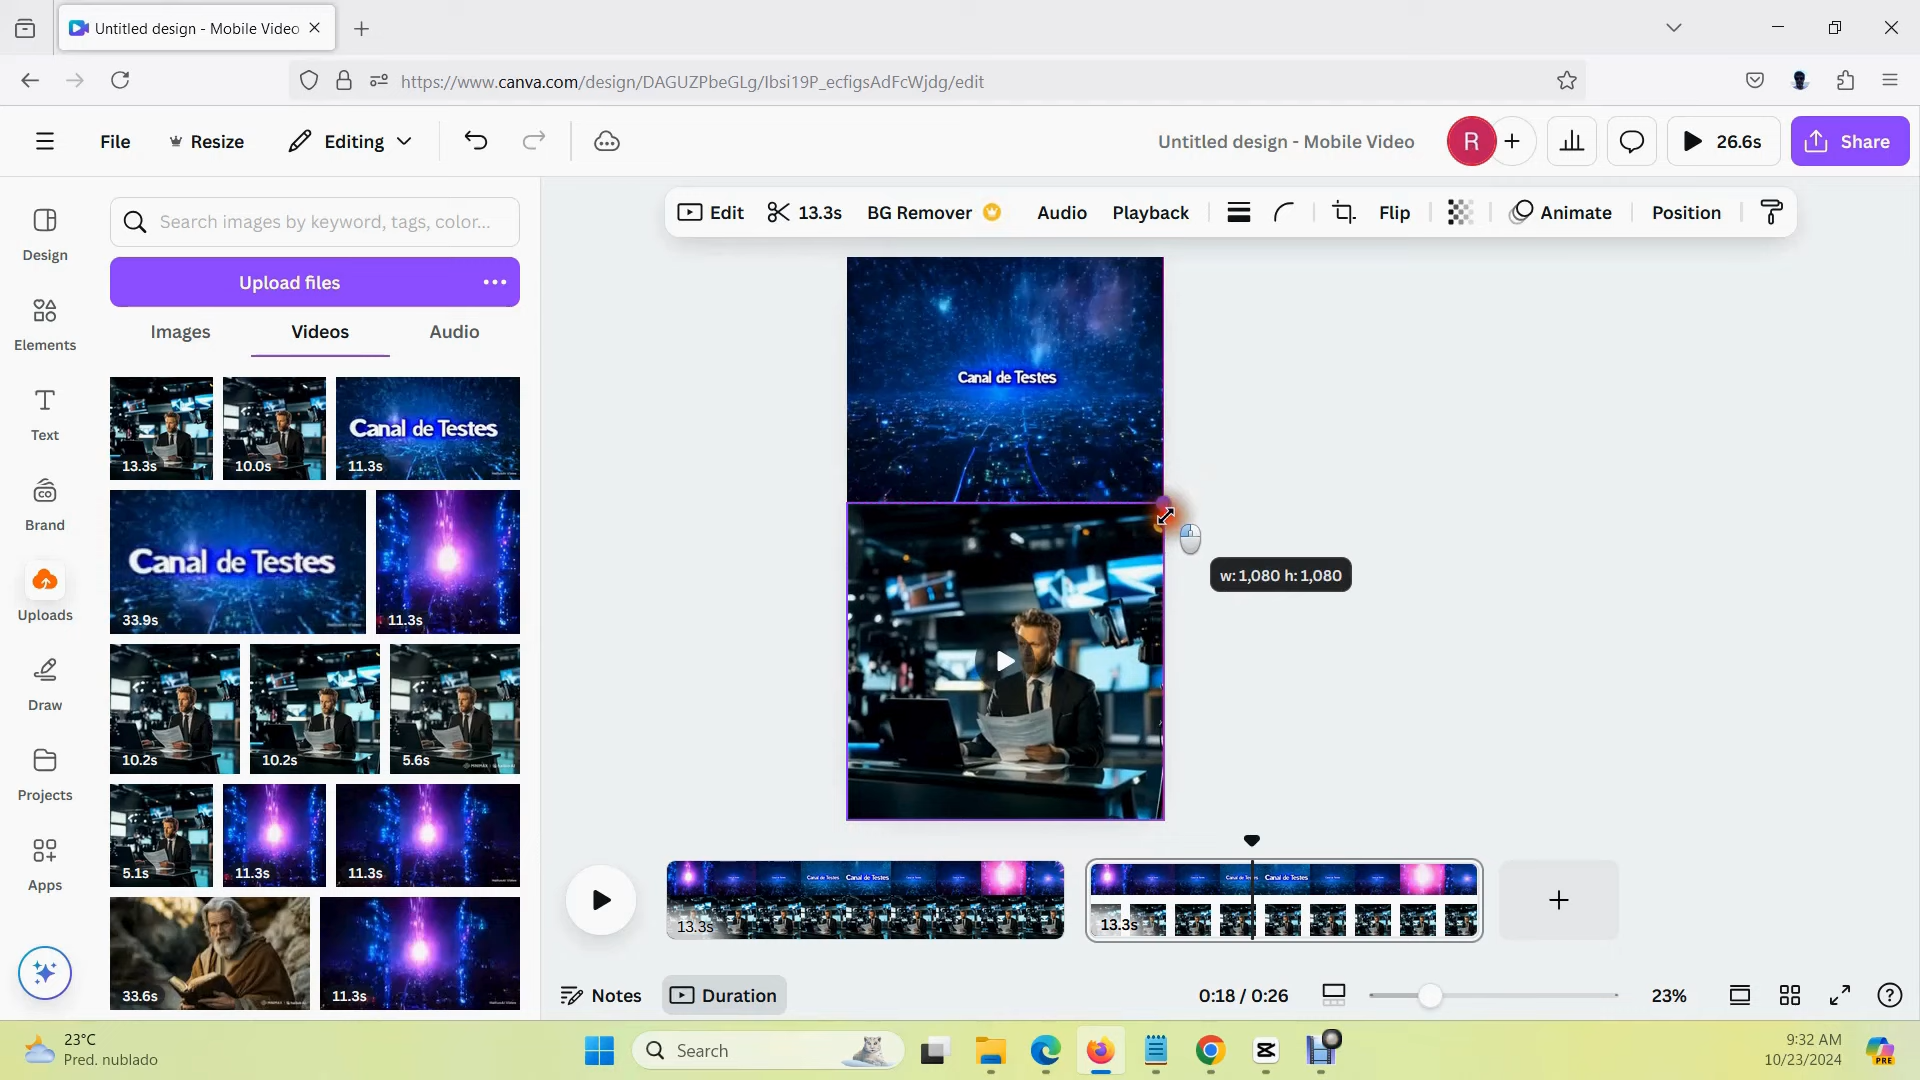 Untitled design - Mobile Video
https://www.canva.com/design/DAGUZPbeGLg/Ibsi19P_ecfigsAdFcWjdg/edit
File
Resize
Editing
Untitled design - Mobile Video
R
26.6s
Share
Design
Elements
Text
Brand
Uploads
Draw
Projects
Apps
Search images by keyword, tags, color...
Upload files
Images
Videos
Audio
13.3s
10.0s
Canal de Testes
11.3s
Canal de Testes
33.9s
11.3s
10.2s
10.2s
5.6s
5.1s
11.3s
11.3s
33.6s
11.3s
Edit
13.3s
BG Remover
Audio
Playback
Flip
Animate
Position
Canal de Testes
w: 1,080 h: 1,080
13.3s
13.3s
Notes
Duration
0:18 / 0:26
23%
23°C
Pred. nublado
Search
9:32 AM
10/23/2024
PRE